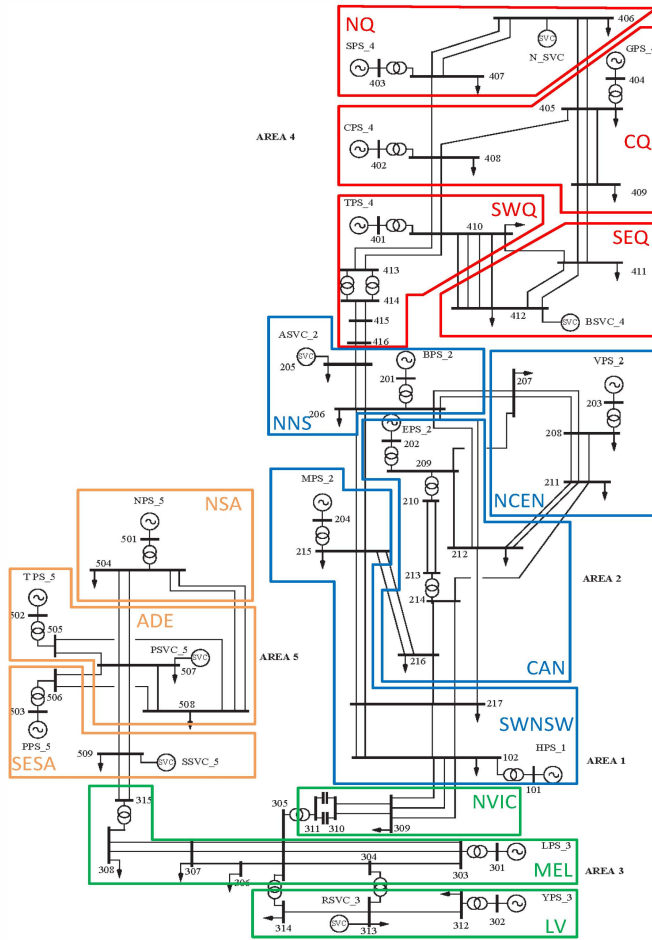 NQ
406
SPS_4
SVC
N_SVC
GPS_4
403
407
404
405
AREA 4
CPS_4
CQ
402
408
409
TPS_4
SWQ
401
410
SEQ
413
411
414
412
SVC
BSVC_4
415
416
ASVC_2
BPS_2
SVC
VPS_2
205
201
207
203
NNS
206
EPS_2
208
202
209
NCEN
211
MPS_2
210
NPS_5
NSA
204
212
501
215
504
213
AREA 2
TPS_5
214
ADE
502
505
PSVC_5
SVC
AREA 5
216
CAN
507
506
508
217
503
SWNSW
PPS_5
509
SVC
SSVC_5
102
HPS_1
AREA 1
SESA
101
NVIC
315
305
311
310
309
LPS_3
308
307
306
304
303
301
MEL
AREA 3
RSVC_3
YPS_3
SVC
314
313
312
302
LV